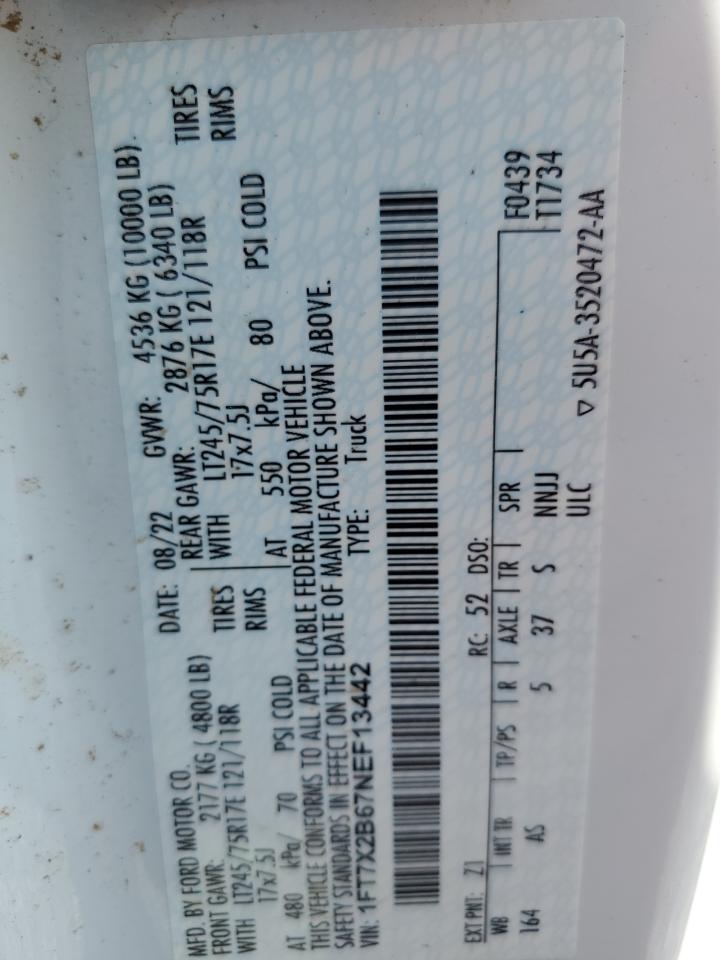 MFD. BY FORD MOTOR CO. DATE: 08/22 GVWR: 4536 KG (10000 LB)
FRONT GAWR: 2177 KG ( 4800 LB) REAR GAWR: 2876 KG ( 6340 LB)
WITH LT245/75R17E 121/118R TIRES WITH LT245/75R17E 121/118R TIRES
17x7.5J RIMS 17x7.5J RIMS
AT 480 kPa/ 70 PSI COLD AT 550 kPa/ 80 PSI COLD
THIS VEHICLE CONFORMS TO ALL APPLICABLE FEDERAL MOTOR VEHICLE
SAFETY STANDARDS IN EFFECT ON THE DATE OF MANUFACTURE SHOWN ABOVE.
VIN: 1FT7X2B67NEF13442 TYPE: Truck
EXT PNT: Z1 RC: 52 DSO: F0439
WB INT TR TP/PS R AXLE TR SPR T1734
164 AS 5 37 S NNJJ
ULC ▽ 5U5A-3520472-AA